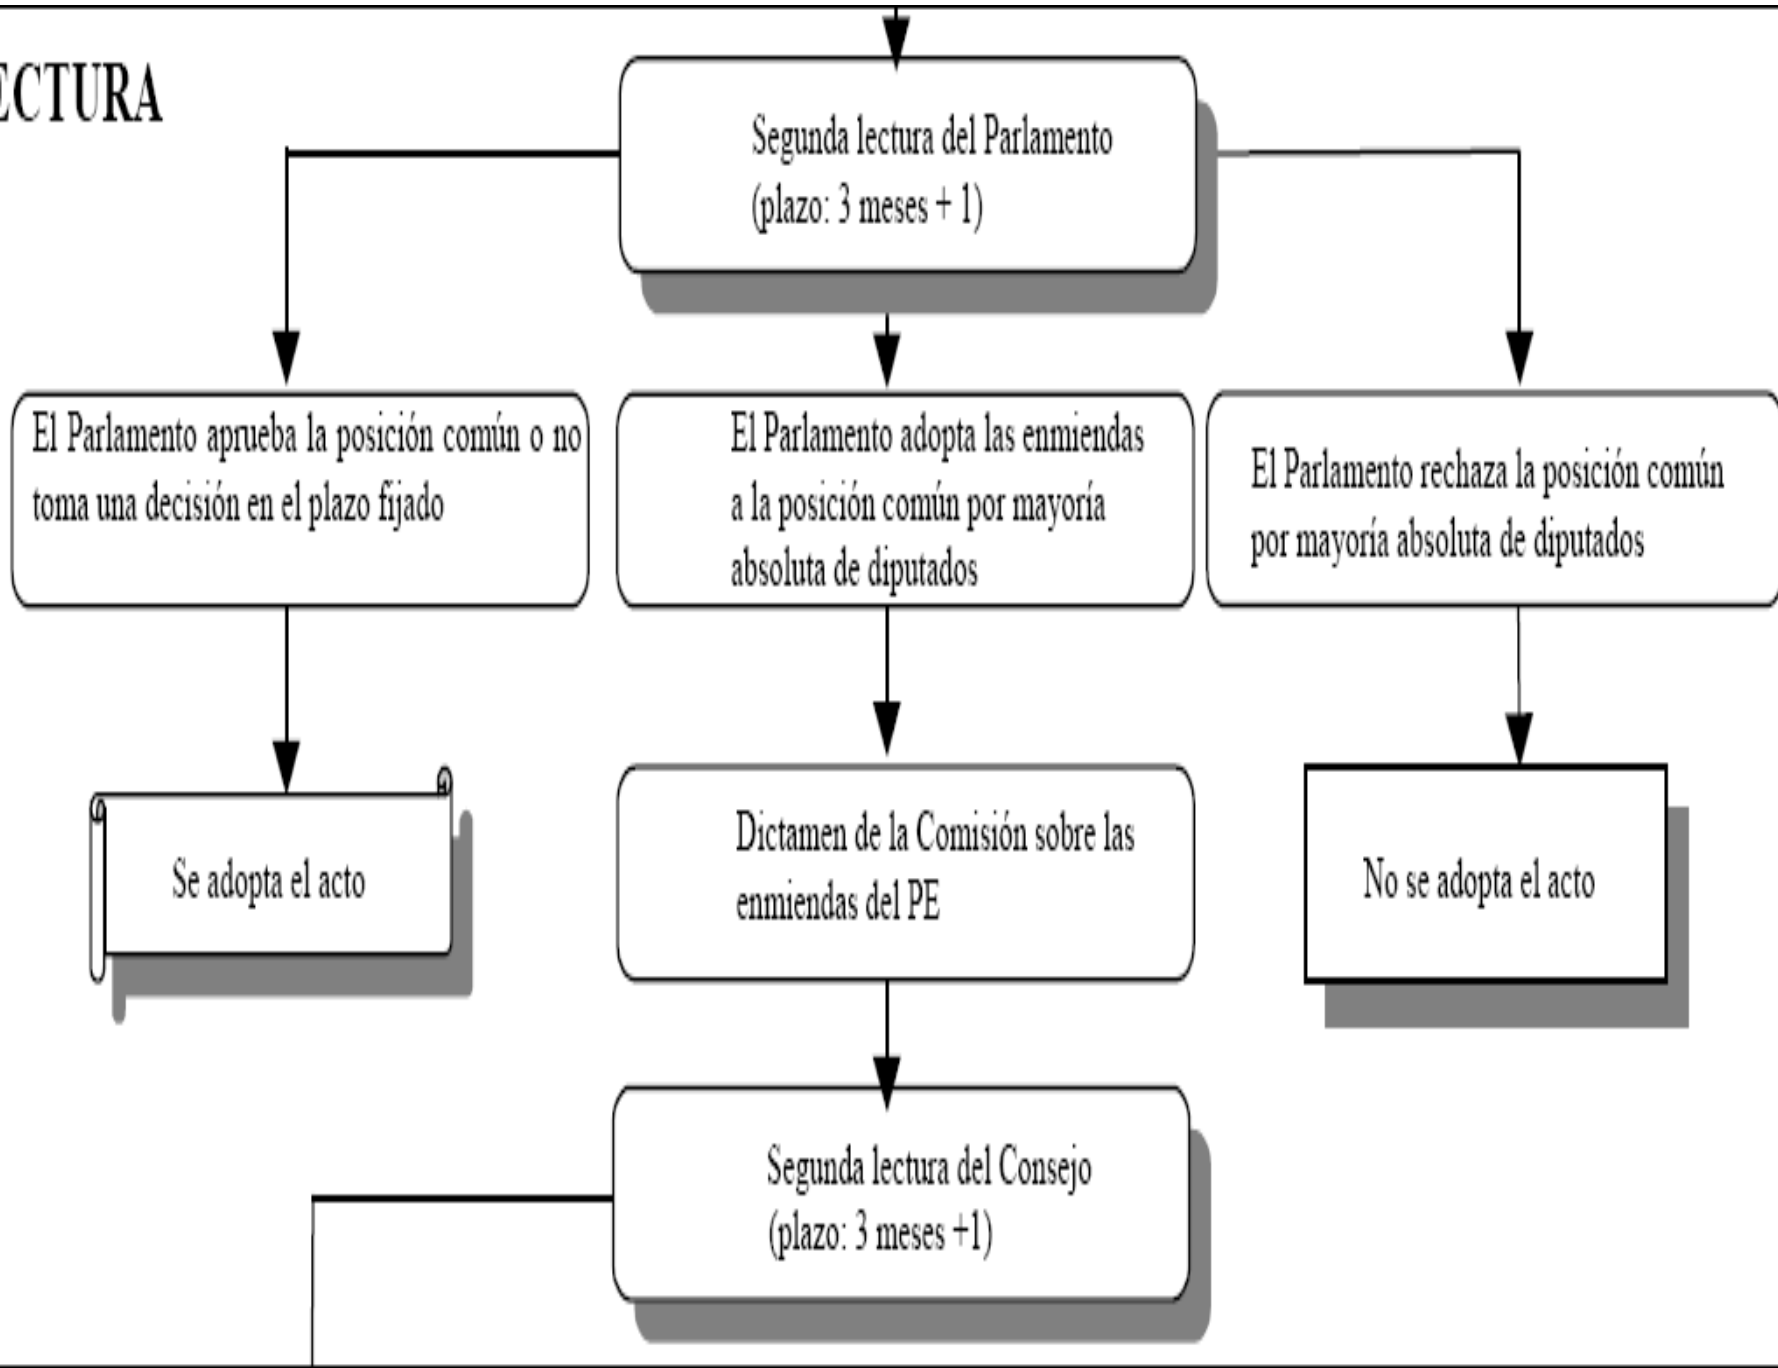 ECTURA
Segunda lectura del Parlamento
(plazo: 3 meses + 1)
El Parlamento aprueba la posición común o no
toma una decisión en el plazo fijado
El Parlamento adopta las enmiendas
a la posición común por mayoría
absoluta de diputados
El Parlamento rechaza la posición común
por mayoría absoluta de diputados
Se adopta el acto
Dictamen de la Comisión sobre las
enmiendas del PE
No se adopta el acto
Segunda lectura del Consejo
(plazo: 3 meses +1)